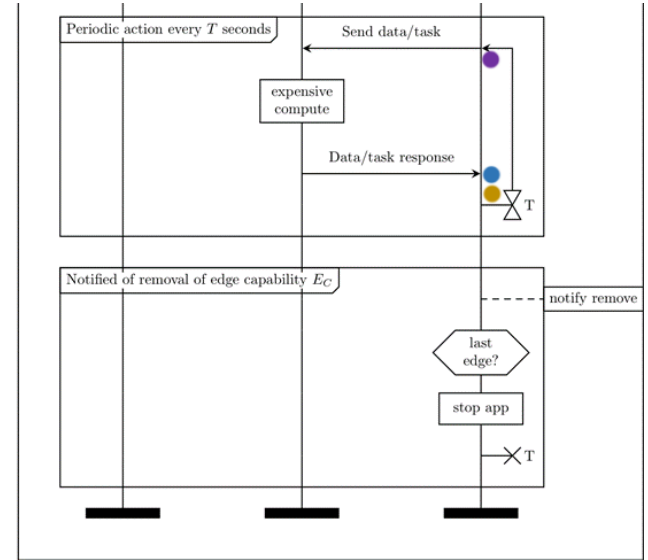 Periodic action every T seconds
Send data/task
expensive
compute
Data/task response
T
Notified of removal of edge capability E_C
notify remove
last
edge?
stop app
T